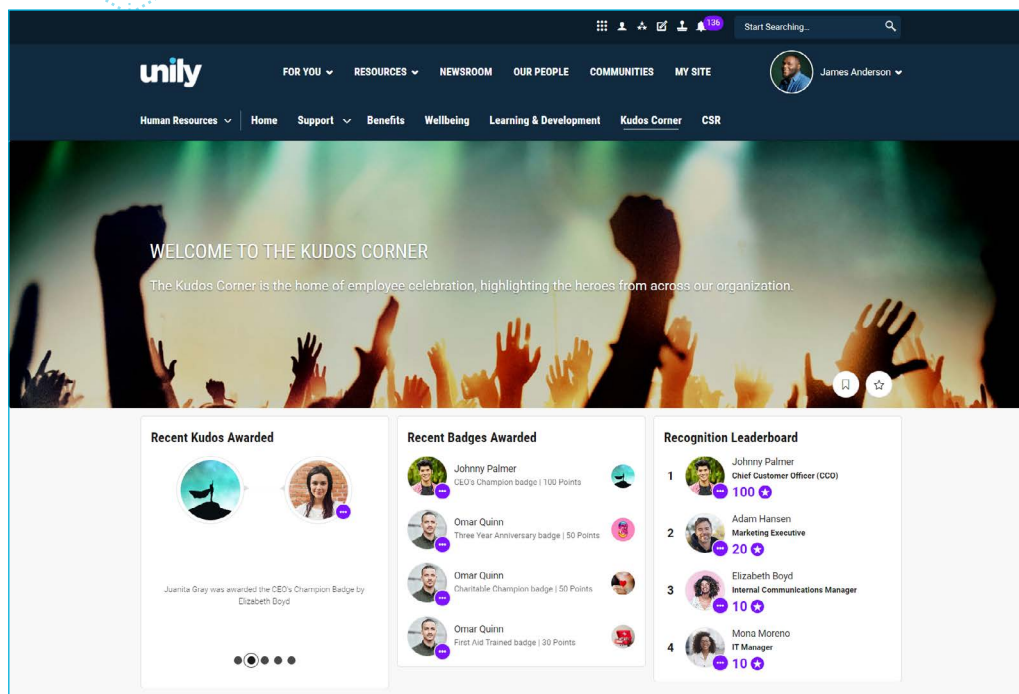 136
Start Searching...
unily
FOR YOU
RESOURCES
NEWSROOM
OUR PEOPLE
COMMUNITIES
MY SITE
James Anderson
Human Resources
Home
Support
Benefits
Wellbeing
Learning & Development
Kudos Corner
CSR
WELCOME TO THE KUDOS CORNER
The Kudos Corner is the home of employee celebration, highlighting the heroes from across our organization.
Recent Kudos Awarded
Juanita Gray was awarded the CEO's Champion Badge by
Elizabeth Boyd
Recent Badges Awarded
Johnny Palmer
CEO's Champion badge | 100 Points
Omar Quinn
Three Year Anniversary badge | 50 Points
Omar Quinn
Charitable Champion badge | 50 Points
Omar Quinn
First Aid Trained badge | 30 Points
Recognition Leaderboard
1
Johnny Palmer
Chief Customer Officer (CCO)
100
2
Adam Hansen
Marketing Executive
20
3
Elizabeth Boyd
Internal Communications Manager
10
4
Mona Moreno
IT Manager
10